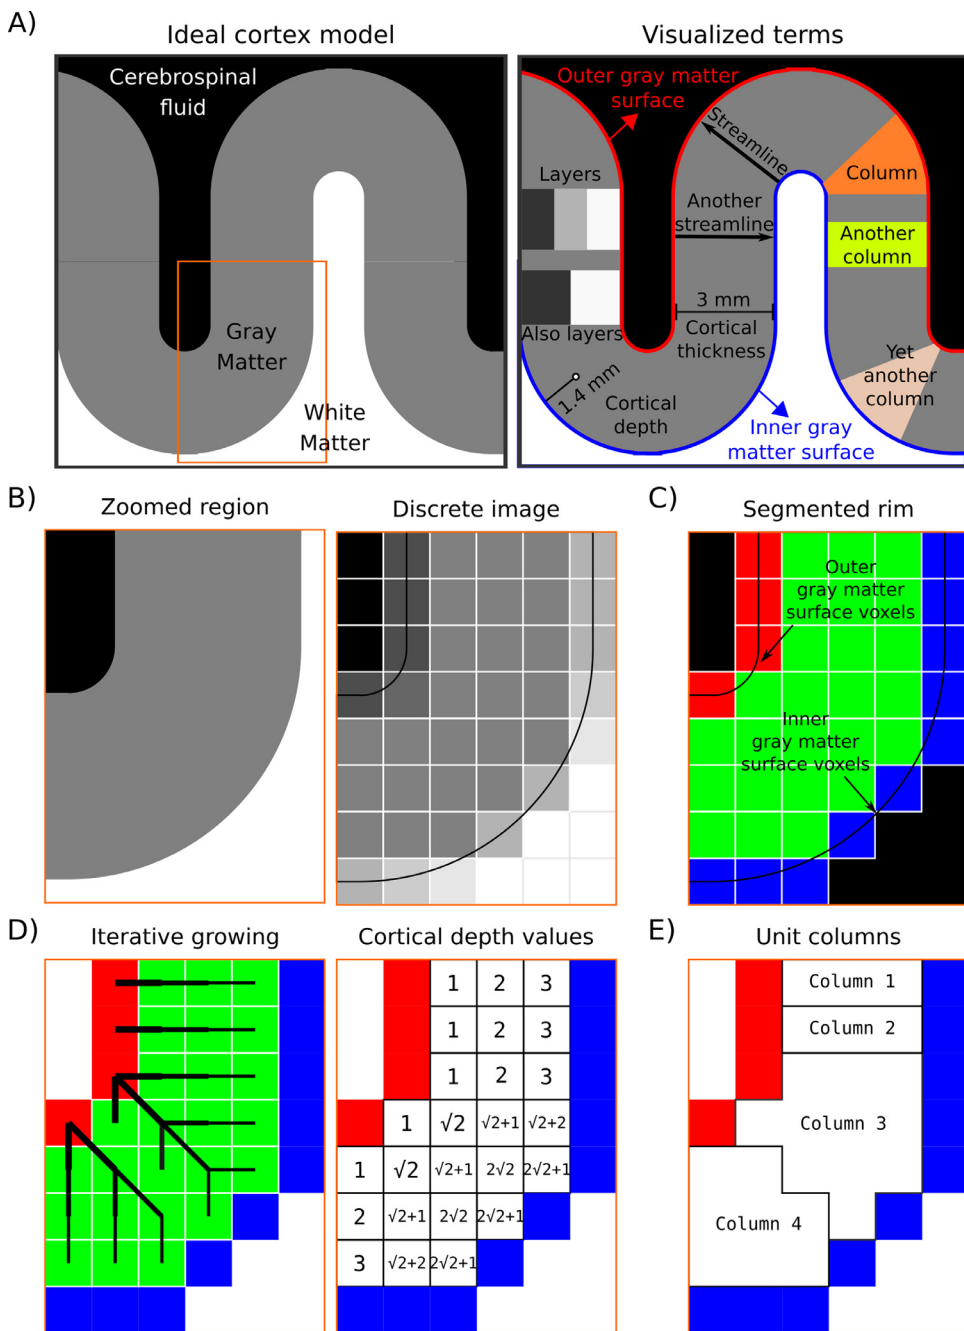 A)
Ideal cortex model
Visualized terms
Cerebrospinal
fluid
Gray
Matter
White
Matter
Outer gray matter
surface
Streamline
Layers
Column
Another
streamline
Another
column
3 mm
Also layers
Cortical
thickness
Yet
another
column
1.4 mm
Cortical
depth
Inner gray
matter surface
B)
Zoomed region
Discrete image
C)
Segmented rim
Outer
gray matter
surface voxels
Inner
gray matter
surface voxels
D)
Iterative growing
Cortical depth values
1 2 3
1 2 3
1 2 3
1 √2 √2+1 √2+2
1 √2 √2+1 2√2 2√2+1
2 √2+1 2√2 2√2+1
3 √2+2 2√2+1
E)
Unit columns
Column 1
Column 2
Column 3
Column 4